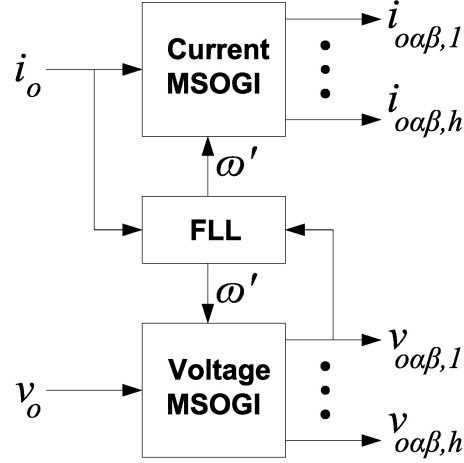 i_oαβ,1
Current
i_o
MSOGI
i_oαβ,h
ω'
FLL
ω'
v_oαβ,1
Voltage
v_o
MSOGI
v_oαβ,h